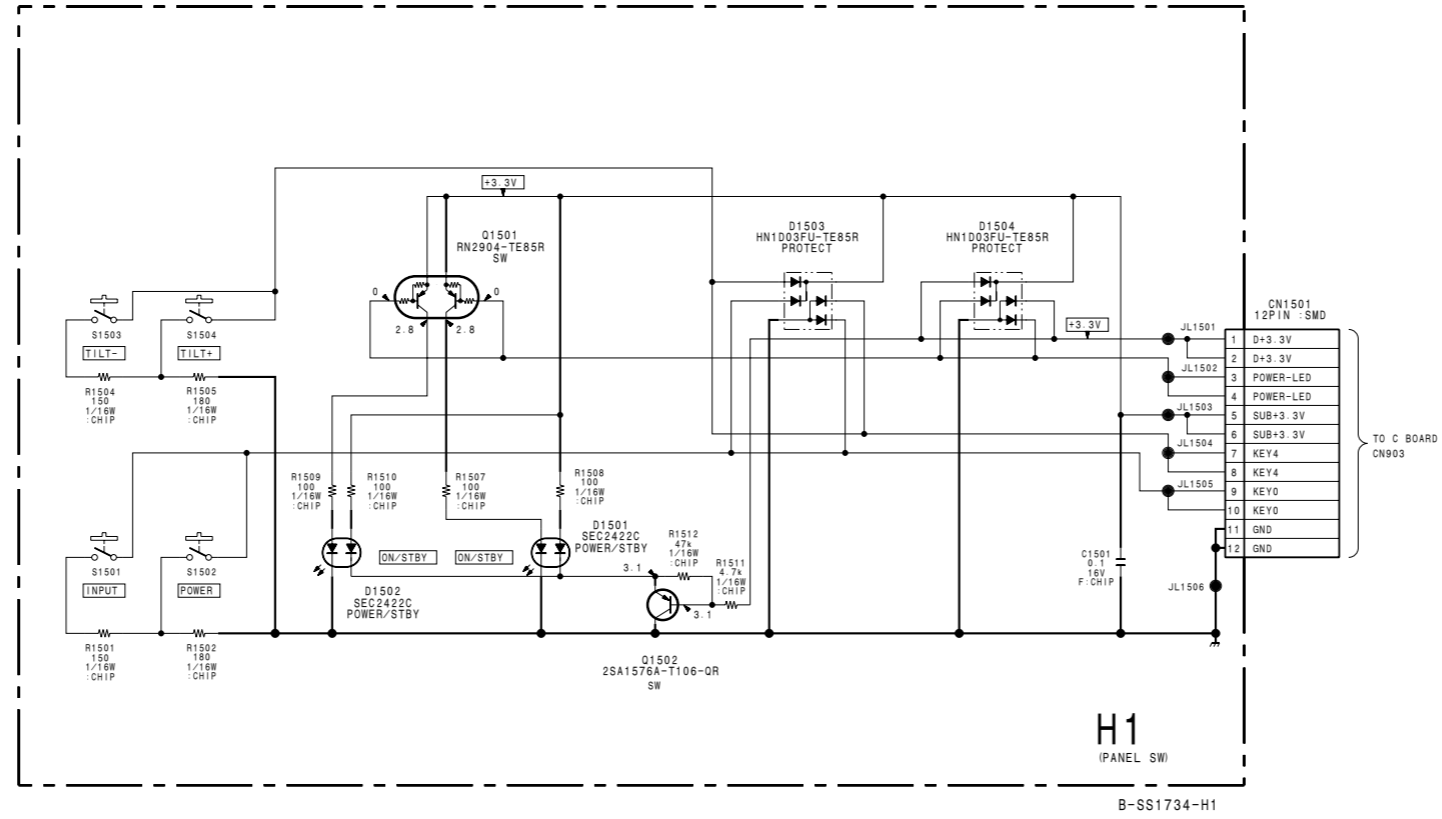 +3.3V
Q1501
RN2904-TE85R
SW
0
0
2.8
2.8
D1503
HN1D03FU-TE85R
PROTECT
D1504
HN1D03FU-TE85R
PROTECT
S1503
TILT-
S1504
TILT+
R1504
150
1/16W
:CHIP
R1505
180
1/16W
:CHIP
+3.3V
CN1501
12PIN :SMD
JL1501
JL1502
JL1503
JL1504
JL1505
1 D+3.3V
2 D+3.3V
3 POWER-LED
4 POWER-LED
5 SUB+3.3V
6 SUB+3.3V
7 KEY4
8 KEY4
9 KEY0
10 KEY0
11 GND
12 GND
TO C BOARD
CN903
R1509
100
1/16W
:CHIP
R1510
100
1/16W
:CHIP
R1507
100
1/16W
:CHIP
R1508
100
1/16W
:CHIP
D1501
SEC2422C
POWER/STBY
ON/STBY
ON/STBY
D1502
SEC2422C
POWER/STBY
R1512
47k
1/16W
:CHIP
R1511
4.7k
1/16W
:CHIP
3.1
3.1
Q1502
2SA1576A-T106-QR
SW
C1501
0.1
16V
F:CHIP
JL1506
S1501
INPUT
S1502
POWER
R1501
150
1/16W
:CHIP
R1502
180
1/16W
:CHIP
H1
(PANEL SW)
B-SS1734-H1